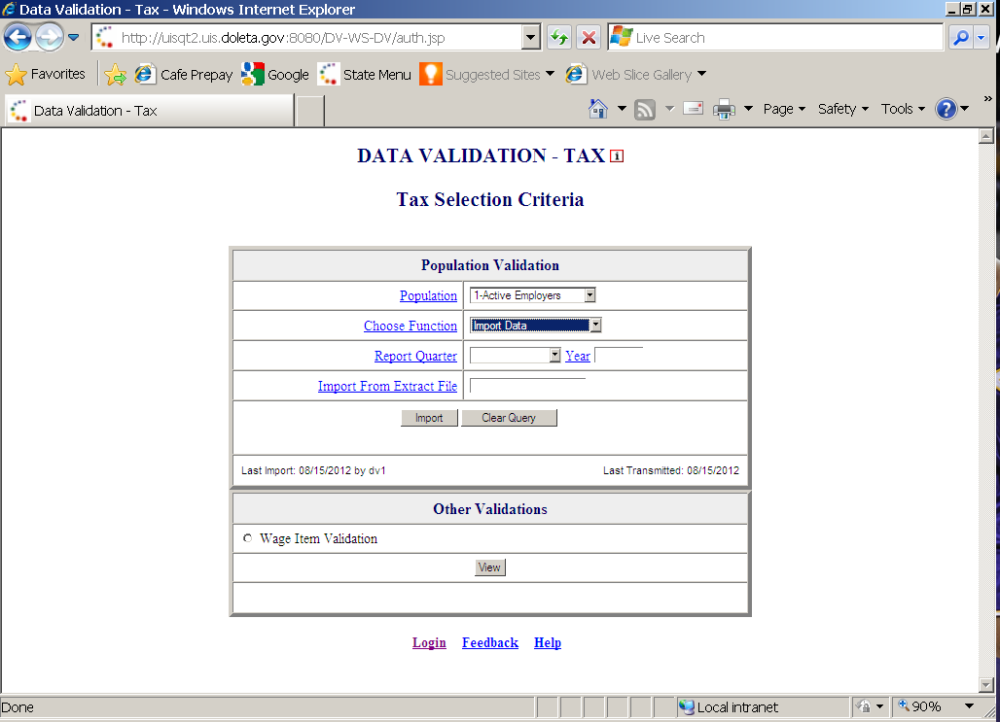 Data Validation - Tax - Windows Internet Explorer
http://uisqt2.uis.doleta.gov:8080/DV-WS-DV/auth.jsp
Live Search
Favorites
Cafe Prepay
Google
State Menu
Suggested Sites
Web Slice Gallery
Data Validation - Tax
Page
Safety
Tools
»
DATA VALIDATION - TAX
Tax Selection Criteria
Population Validation
Population 1-Active Employers
Choose Function Import Data
Report Quarter Year
Import From Extract File
Import Clear Query
Last Import: 08/15/2012 by dv1 Last Transmitted: 08/15/2012
Other Validations
Wage Item Validation
View
Login Feedback Help
Done
Local intranet
90%